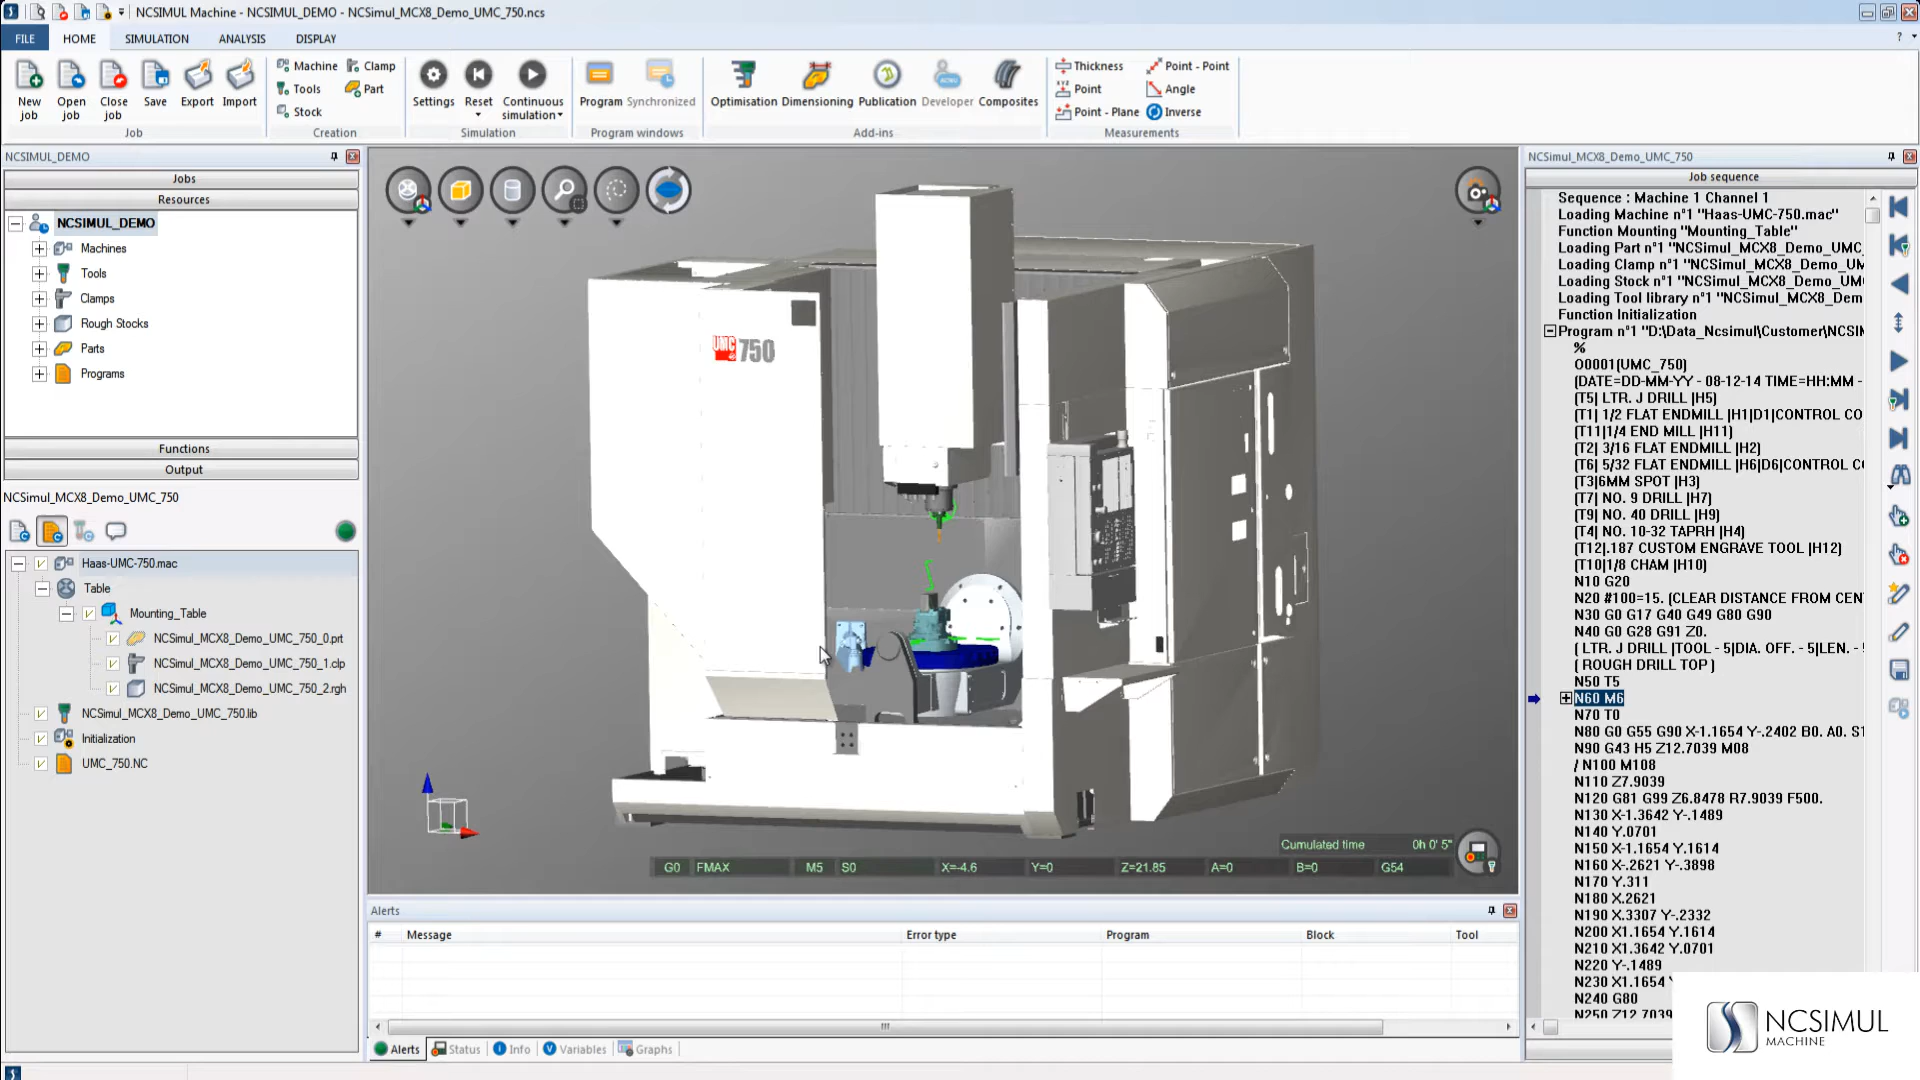 NCSIMUL Machine - NCSIMUL_DEMO - NCSimul_MCX8_Demo_UMC_750.ncs
FILE HOME SIMULATION ANALYSIS DISPLAY
New job
Open job
Close job
Save
Export
Import
Job
Machine
Clamp
Tools
Part
Stock
Creation
Settings
Reset
Continuous simulation
Simulation
Program
Synchronized
Program windows
Optimisation
Dimensioning
Publication
Developer
Composites
Add-ins
Thickness
Point - Point
Point
Angle
Point - Plane
Inverse
Measurements
NCSIMUL_DEMO
Jobs
Resources
NCSIMUL_DEMO
Machines
Tools
Clamps
Rough Stocks
Parts
Programs
Functions
Output
NCSimul_MCX8_Demo_UMC_750
Haas-UMC-750.mac
Table
Mounting_Table
NCSimul_MCX8_Demo_UMC_750_0.prt
NCSimul_MCX8_Demo_UMC_750_1.clp
NCSimul_MCX8_Demo_UMC_750_2.rgh
NCSimul_MCX8_Demo_UMC_750.lib
Initialization
UMC_750.NC
UMC 750
Cumulated time 0h 0' 5"
G0 FMAX M5 S0 X=-4.6 Y=0 Z=21.85 A=0 B=0 G54
Alerts
# Message Error type Program Block Tool
Alerts Status Info Variables Graphs
NCSimul_MCX8_Demo_UMC_750
Job sequence
Sequence : Machine 1 Channel 1
Loading Machine n°1 "Haas-UMC-750.mac"
Function Mounting "Mounting_Table"
Loading Part n°1 "NCSimul_MCX8_Demo_UMC_
Loading Clamp n°1 "NCSimul_MCX8_Demo_UM
Loading Stock n°1 "NCSimul_MCX8_Demo_UM
Loading Tool library n°1 "NCSimul_MCX8_Dem
Function Initialization
Program n°1 "D:\Data_Ncsimul\Customer\NCSIM
%
O0001(UMC_750)
(DATE=DD-MM-YY - 08-12-14 TIME=HH:MM -
(T5| LTR. J DRILL |H5)
(T1| 1/2 FLAT ENDMILL |H1|D1|CONTROL CO
(T11|1/4 END MILL |H11)
(T2| 3/16 FLAT ENDMILL |H2)
(T6| 5/32 FLAT ENDMILL |H6|D6|CONTROL C
(T3|6MM SPOT |H3)
(T7| NO. 9 DRILL |H7)
(T9| NO. 40 DRILL |H9)
(T4| NO. 10-32 TAPRH |H4)
(T12|.187 CUSTOM ENGRAVE TOOL |H12)
(T10|1/8 CHAM |H10)
N10 G20
N20 #100=15. (CLEAR DISTANCE FROM CEN
N30 G0 G17 G40 G49 G80 G90
N40 G0 G28 G91 Z0.
( LTR. J DRILL |TOOL - 5|DIA. OFF. - 5|LEN. -
( ROUGH DRILL TOP )
N50 T5
N60 M6
N70 T0
N80 G0 G55 G90 X-1.1654 Y-.2402 B0. A0. S1
N90 G43 H5 Z12.7039 M08
/ N100 M108
N110 Z7.9039
N120 G81 G99 Z6.8478 R7.9039 F500.
N130 X-1.3642 Y-.1489
N140 Y.0701
N150 X-1.1654 Y.1614
N160 X-.2621 Y-.3898
N170 Y.311
N180 X.2621
N190 X.3307 Y-.2332
N200 X1.1654 Y.1614
N210 X1.3642 Y.0701
N220 Y-.1489
N230 X1.1654
N240 G80
N250 Z12.7039
NCSIMUL
MACHINE